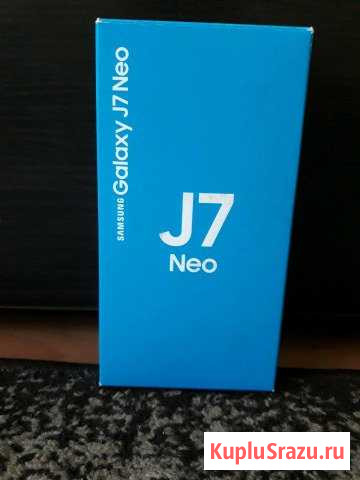 SAMSUNG Galaxy J7 Neo
J7
Neo
KupluSrazu.ru